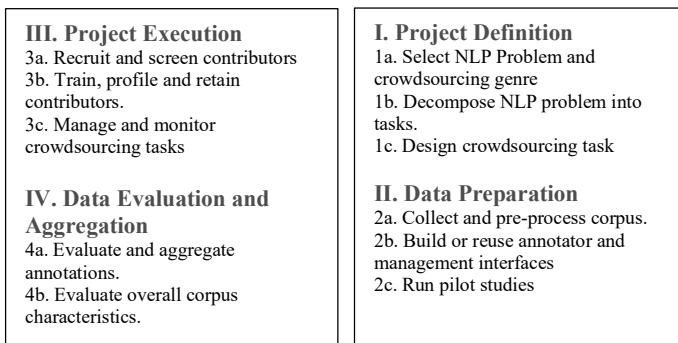 III. Project Execution
3a. Recruit and screen contributors
3b. Train, profile and retain
contributors.
3c. Manage and monitor
crowdsourcing tasks
IV. Data Evaluation and
Aggregation
4a. Evaluate and aggregate
annotations.
4b. Evaluate overall corpus
characteristics.
I. Project Definition
1a. Select NLP Problem and
crowdsourcing genre
1b. Decompose NLP problem into
tasks.
1c. Design crowdsourcing task
II. Data Preparation
2a. Collect and pre-process corpus.
2b. Build or reuse annotator and
management interfaces
2c. Run pilot studies